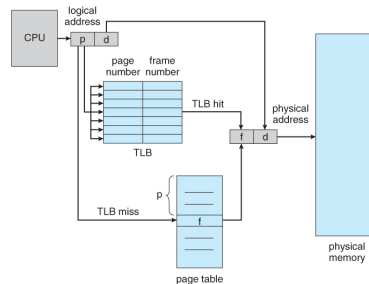 logical
address
CPU
p d
page number
frame number
TLB hit
TLB
physical
address
f d
p
TLB miss
f
page table
physical
memory